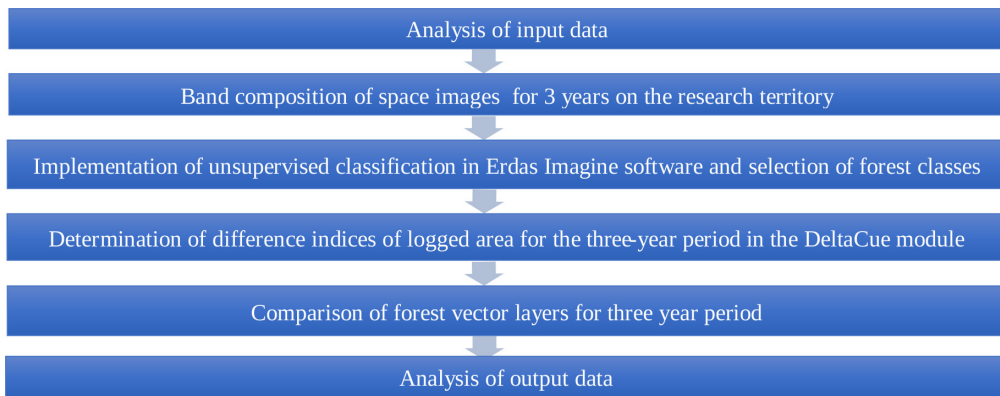 Analysis of input data
Band composition of space images for 3 years on the research territory
Implementation of unsupervised classification in Erdas Imagine software and selection of forest classes
Determination of difference indices of logged area for the three-year period in the DeltaCue module
Comparison of forest vector layers for three year period
Analysis of output data